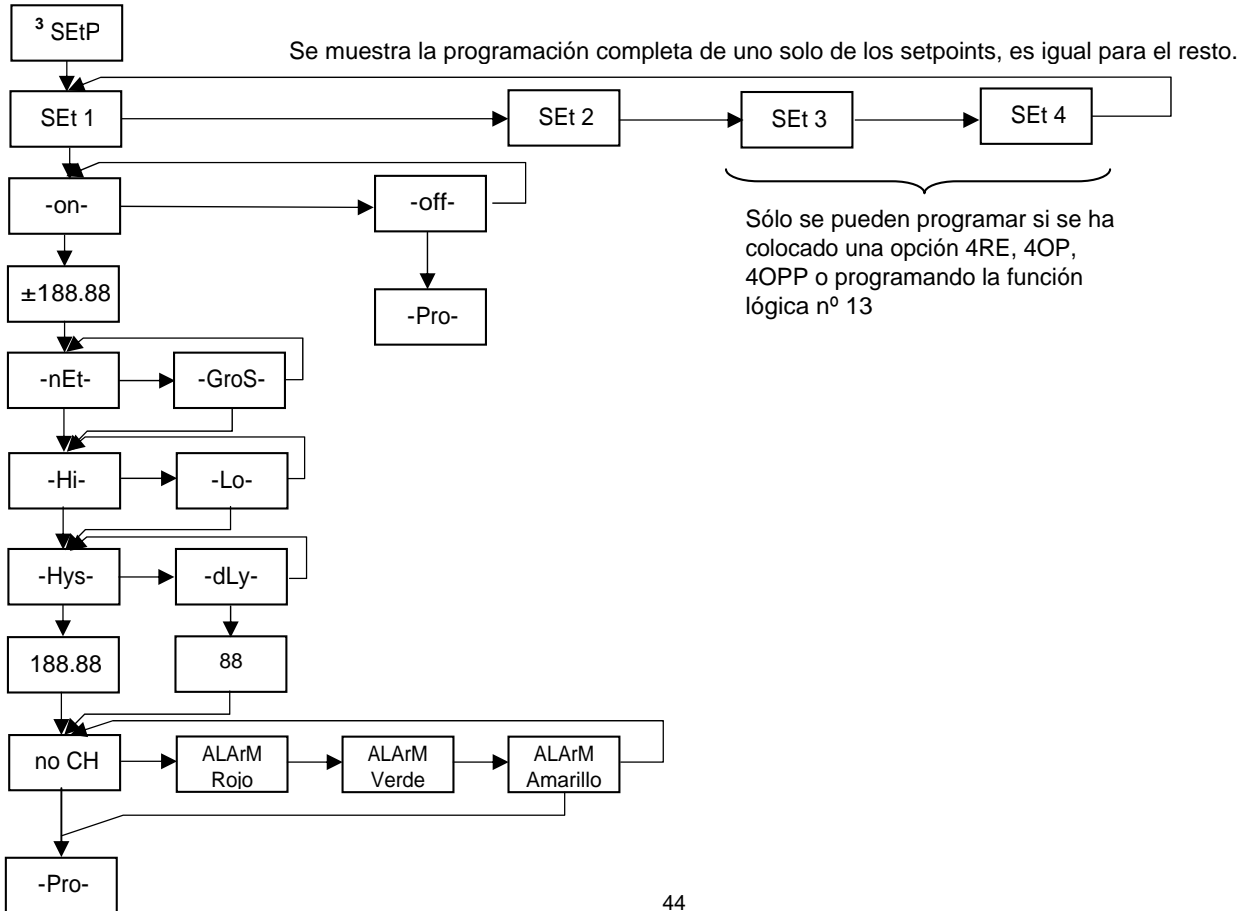 ³ SEtP
Se muestra la programación completa de uno solo de los setpoints, es igual para el resto.
SEt 1
SEt 2
SEt 3
SEt 4
-on-
-off-
Sólo se pueden programar si se ha
colocado una opción 4RE, 4OP,
4OPP o programando la función
lógica nº 13
±188.88
-Pro-
-nEt-
-GroS-
-Hi-
-Lo-
-Hys-
-dLy-
188.88
88
no CH
ALArM
Rojo
ALArM
Verde
ALArM
Amarillo
-Pro-
44